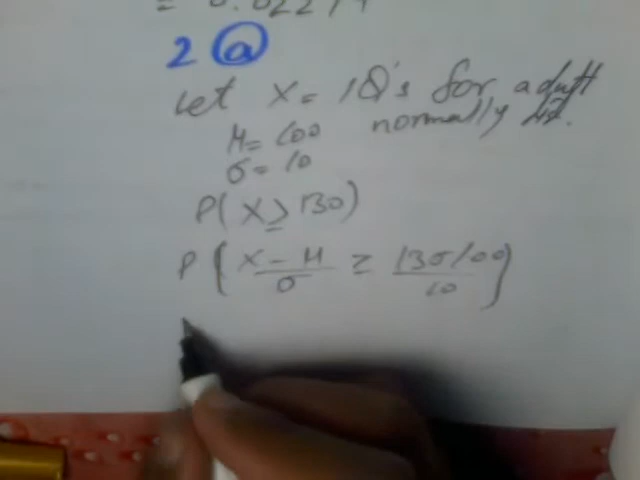 2 (a)
Let X = IQ's for adult
μ = 100 normally
σ = 10
P(X ≥ 130)
P(X - μ / σ ≥ 130-100 / 10)